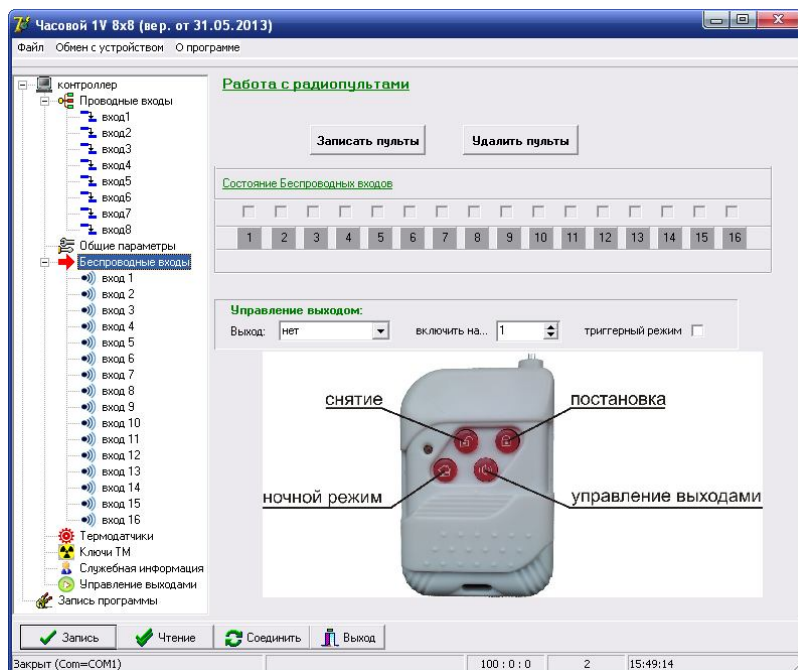 Часовой 1V 8x8 (вер. от 31.05.2013)
Файл Обмен с устройством О программе
контроллер
Проводные входы
вход1
вход2
вход3
вход4
вход5
вход6
вход7
вход8
Общие параметры
Беспроводные входы
вход 1
вход 2
вход 3
вход 4
вход 5
вход 6
вход 7
вход 8
вход 9
вход 10
вход 11
вход 12
вход 13
вход 14
вход 15
вход 16
Термодатчики
Ключи ТМ
Служебная информация
Управление выходами
Запись программы
Работа с радиопультами
Записать пульты Удалить пульты
Состояние Беспроводных входов
1 2 3 4 5 6 7 8 9 10 11 12 13 14 15 16
Управление выходом:
Выход: нет включить на... 1 триггерный режим
снятие постановка
ночной режим управление выходами
Запись Чтение Соединить Выход
Закрыт (Com=COM1) 100 : 0 : 0 2 15:49:14